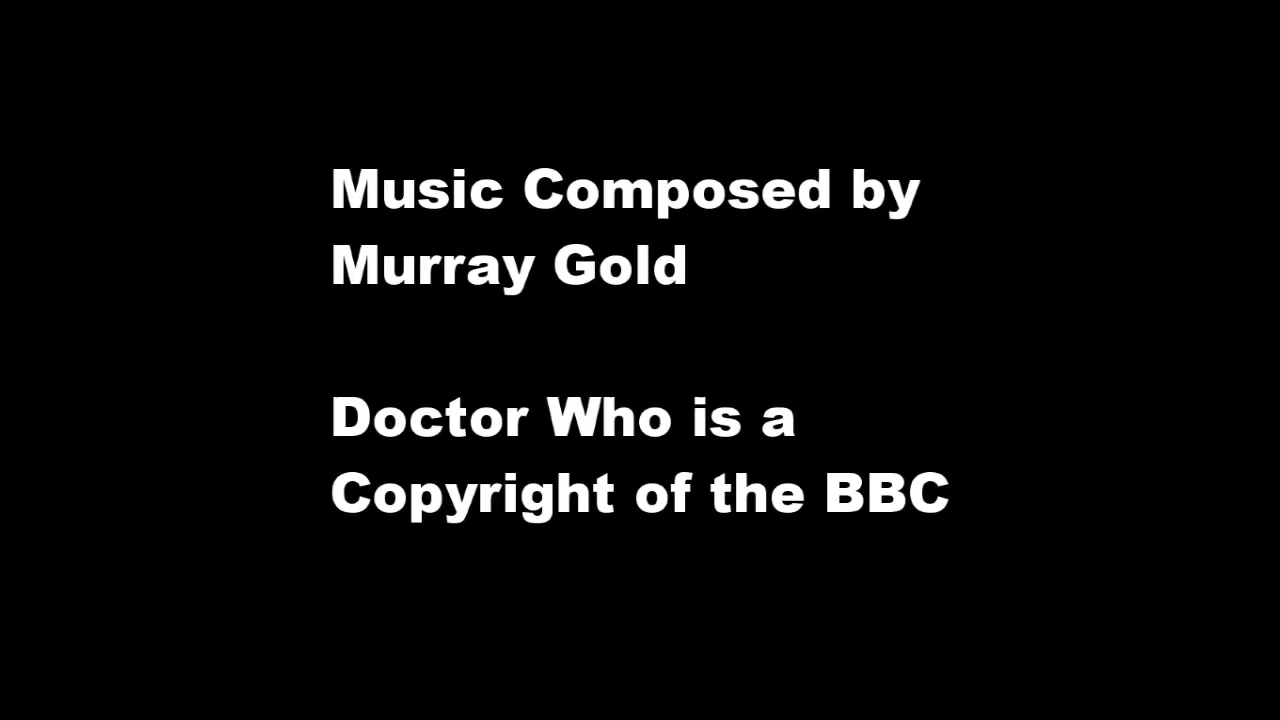 Music Composed by
Murray Gold
Doctor Who is a
Copyright of the BBC